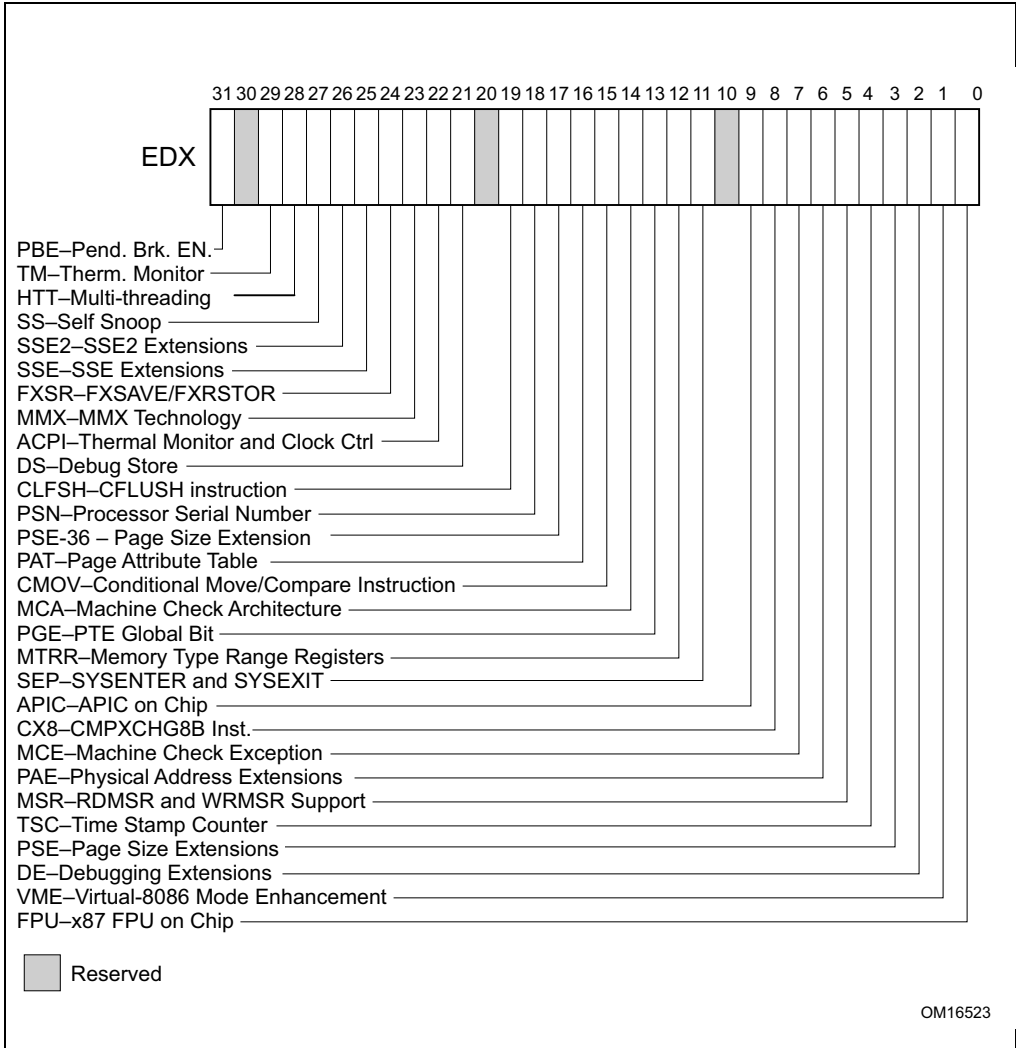 31 30 29 28 27 26 25 24 23 22 21 20 19 18 17 16 15 14 13 12 11 10 9 8 7 6 5 4 3 2 1 0
EDX
PBE–Pend. Brk. EN.
TM–Therm. Monitor
HTT–Multi-threading
SS–Self Snoop
SSE2–SSE2 Extensions
SSE–SSE Extensions
FXSR–FXSAVE/FXRSTOR
MMX–MMX Technology
ACPI–Thermal Monitor and Clock Ctrl
DS–Debug Store
CLFSH–CFLUSH instruction
PSN–Processor Serial Number
PSE-36 – Page Size Extension
PAT–Page Attribute Table
CMOV–Conditional Move/Compare Instruction
MCA–Machine Check Architecture
PGE–PTE Global Bit
MTRR–Memory Type Range Registers
SEP–SYSENTER and SYSEXIT
APIC–APIC on Chip
CX8–CMPXCHG8B Inst.
MCE–Machine Check Exception
PAE–Physical Address Extensions
MSR–RDMSR and WRMSR Support
TSC–Time Stamp Counter
PSE–Page Size Extensions
DE–Debugging Extensions
VME–Virtual-8086 Mode Enhancement
FPU–x87 FPU on Chip
Reserved
OM16523